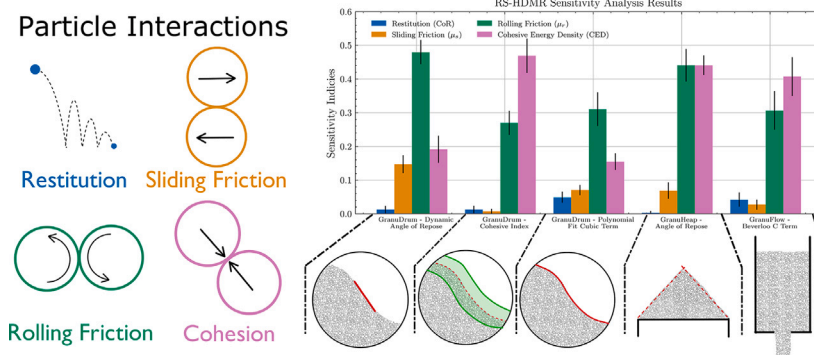 Particle Interactions
Restitution
Sliding Friction
Rolling Friction
Cohesion
RS-HDMR Sensitivity Analysis Results
Restitution (CoR)
Sliding Friction (μs)
Rolling Friction (μr)
Cohesive Energy Density (CED)
Sensitivity Indicies
0.6
0.5
0.4
0.3
0.2
0.1
0.0
GranuDrum - Dynamic
Angle of Repose
GranuDrum -
Cohesive Index
GranuDrum - Polynomial
Fit Cubic Term
GranuHeap -
Angle of Repose
GranuFlow -
Beverloo C Term